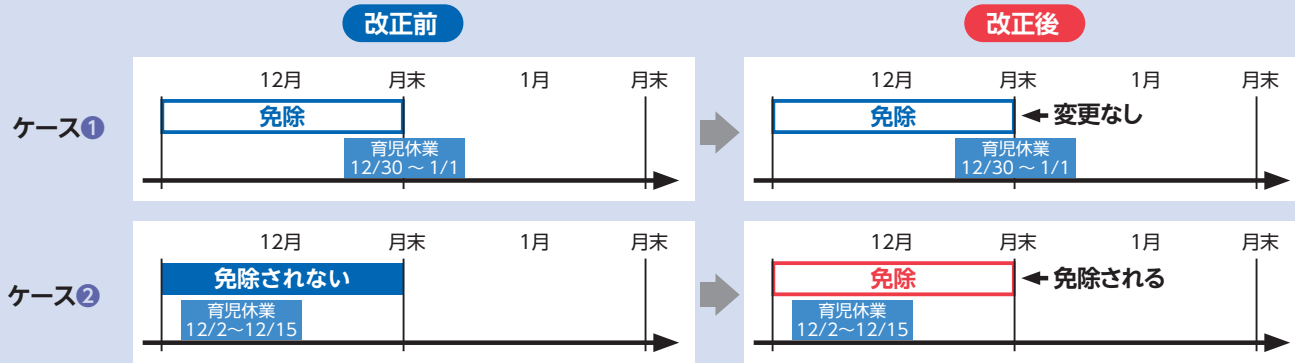 改正前
改正後
ケース❶
12月 月末 1月 月末
免除
育児休業
12/30 ~ 1/1
12月 月末 1月 月末
免除
変更なし
育児休業
12/30 ~ 1/1
ケース❷
12月 月末 1月 月末
免除されない
育児休業
12/2~12/15
12月 月末 1月 月末
免除
免除される
育児休業
12/2~12/15